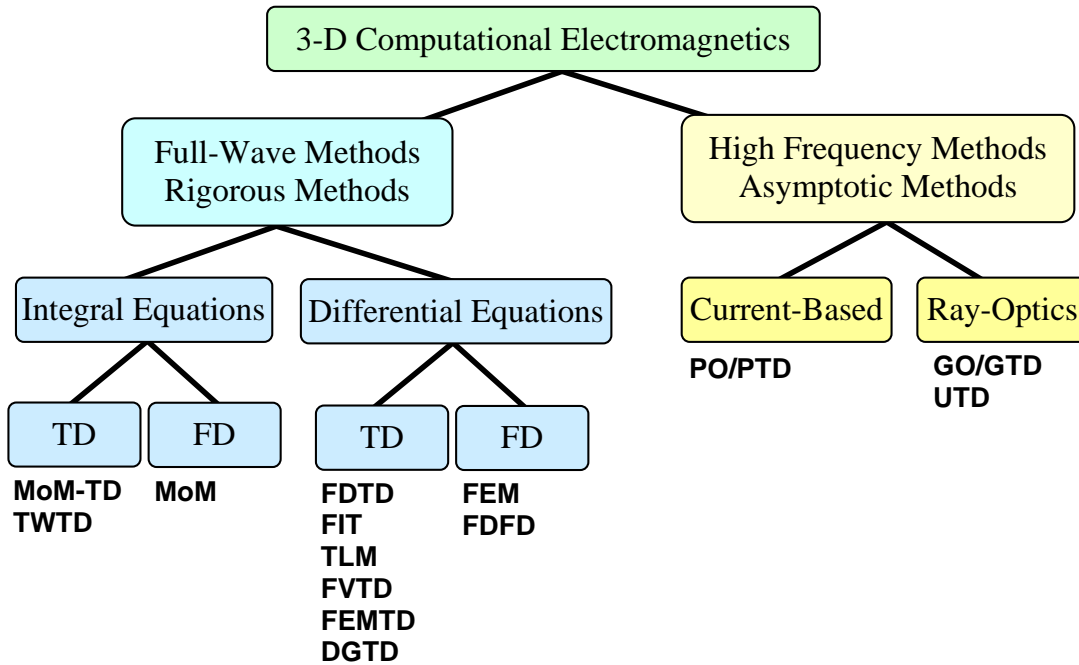 3-D Computational Electromagnetics
Full-Wave Methods
Rigorous Methods
High Frequency Methods
Asymptotic Methods
Integral Equations
Differential Equations
Current-Based
Ray-Optics
PO/PTD
GO/GTD
UTD
TD
FD
TD
FD
MoM-TD
TWTD
MoM
FDTD
FIT
TLM
FVTD
FEMTD
DGTD
FEM
FDFD